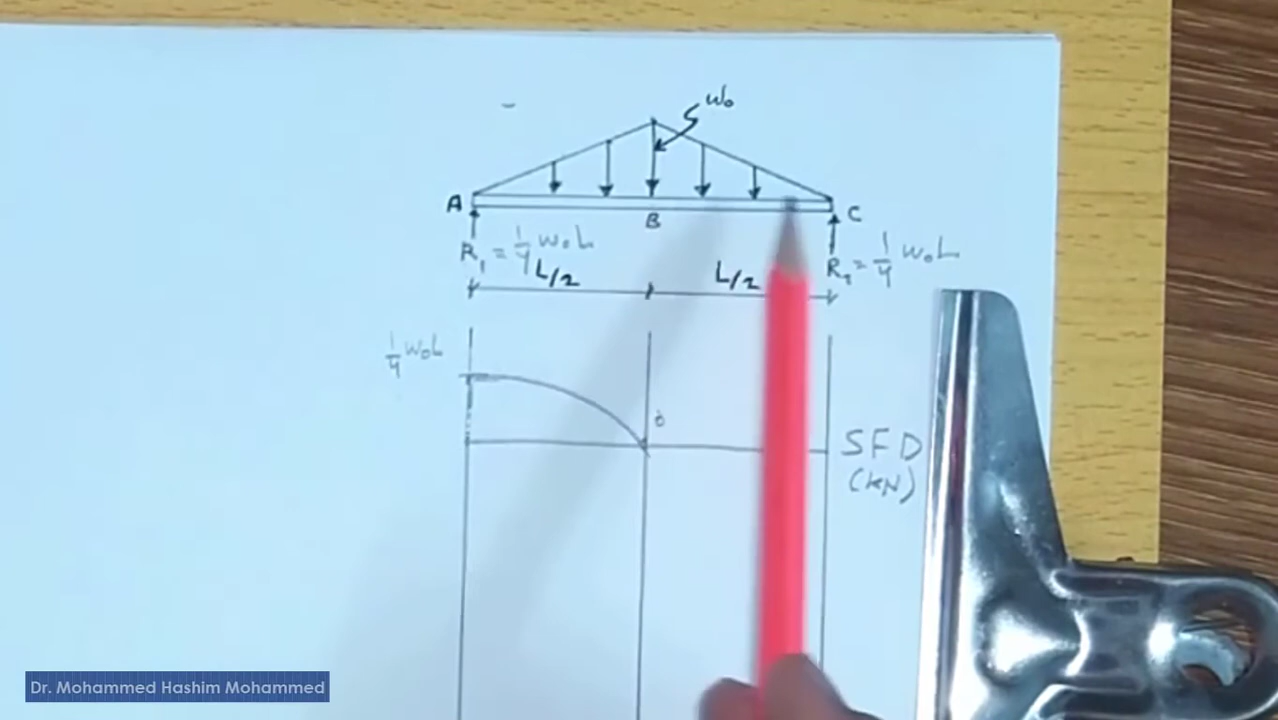 w₀
A
B
C
R₁ = 1/4 w₀L
R₂ = 1/4 w₀L
L/2
L/2
1/4 w₀L
0
SFD
(kN)
Dr. Mohammed Hashim Mohammed